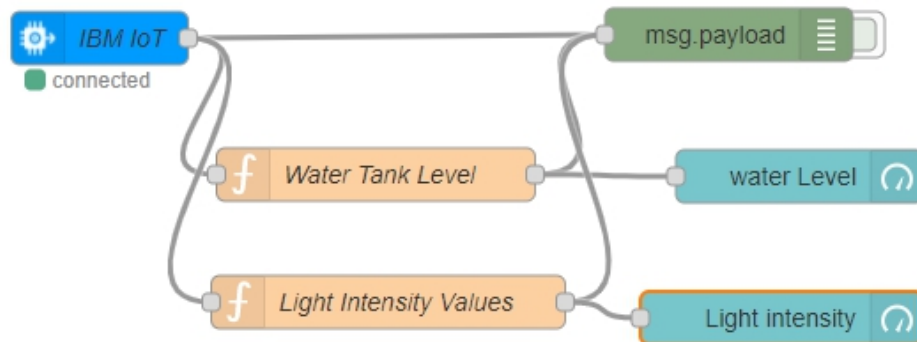 IBM IoT
msg.payload
connected
Water Tank Level
water Level
Light Intensity Values
Light intensity